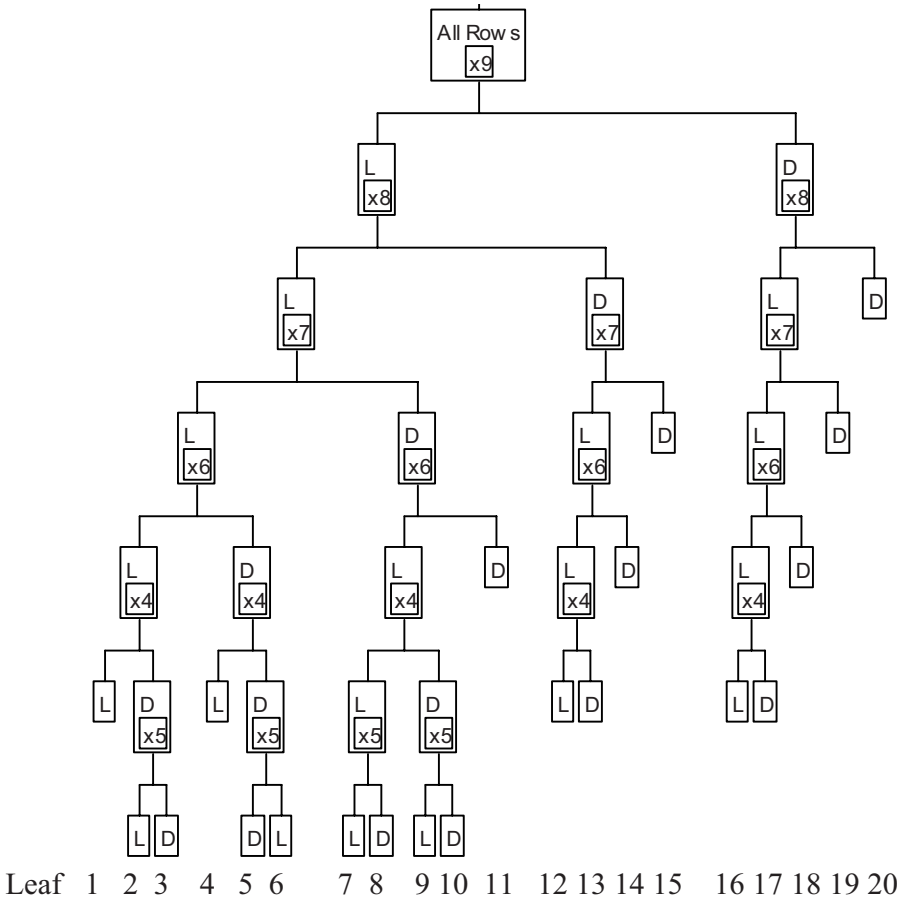 All Rows
x9
L D
x8 x8
L D L D
x7 x7 x7
L D L D L D
x6 x6 x6 x6
L D L D L D L D
x4 x4 x4 x4 x4
L D L D L D L D L D
x5 x5 x5 x5
L D D L L D L D
Leaf 1 2 3 4 5 6 7 8 9 10 11 12 13 14 15 16 17 18 19 20